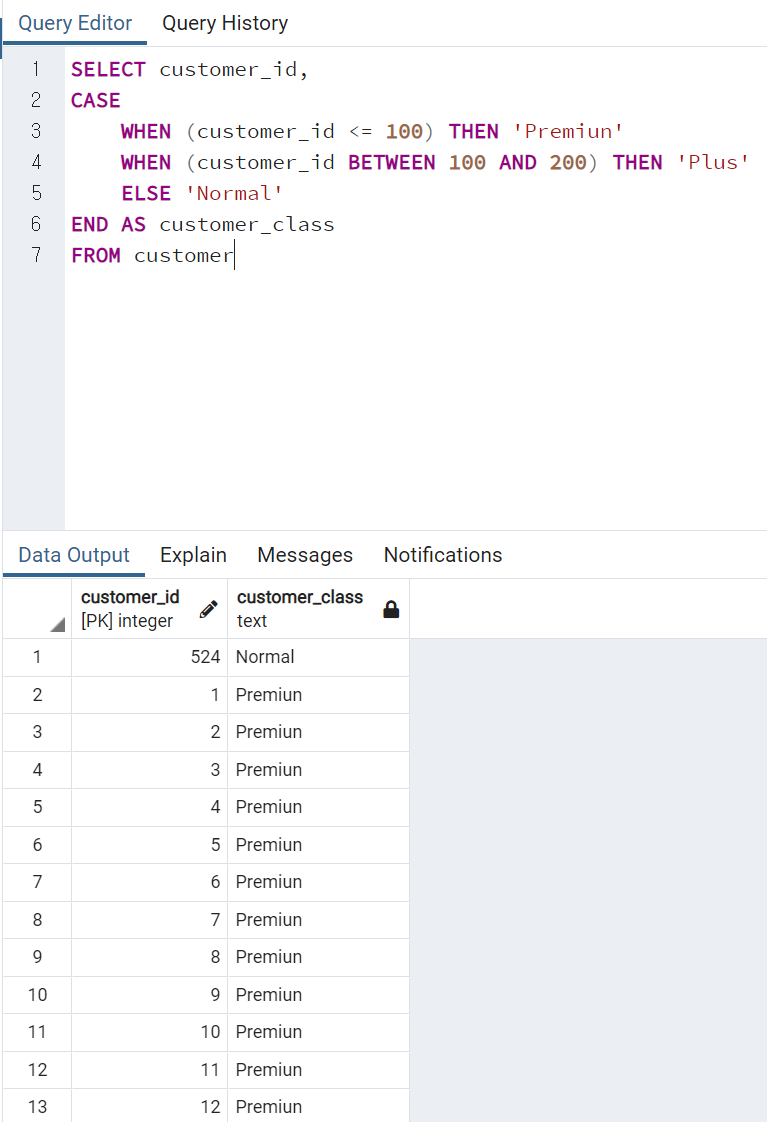 Query Editor Query History
1 SELECT customer_id,
2 CASE
3 WHEN (customer_id <= 100) THEN 'Premiun'
4 WHEN (customer_id BETWEEN 100 AND 200) THEN 'Plus'
5 ELSE 'Normal'
6 END AS customer_class
7 FROM customer
Data Output Explain Messages Notifications
customer_id customer_class
[PK] integer text
1 524 Normal
2 1 Premiun
3 2 Premiun
4 3 Premiun
5 4 Premiun
6 5 Premiun
7 6 Premiun
8 7 Premiun
9 8 Premiun
10 9 Premiun
11 10 Premiun
12 11 Premiun
13 12 Premiun